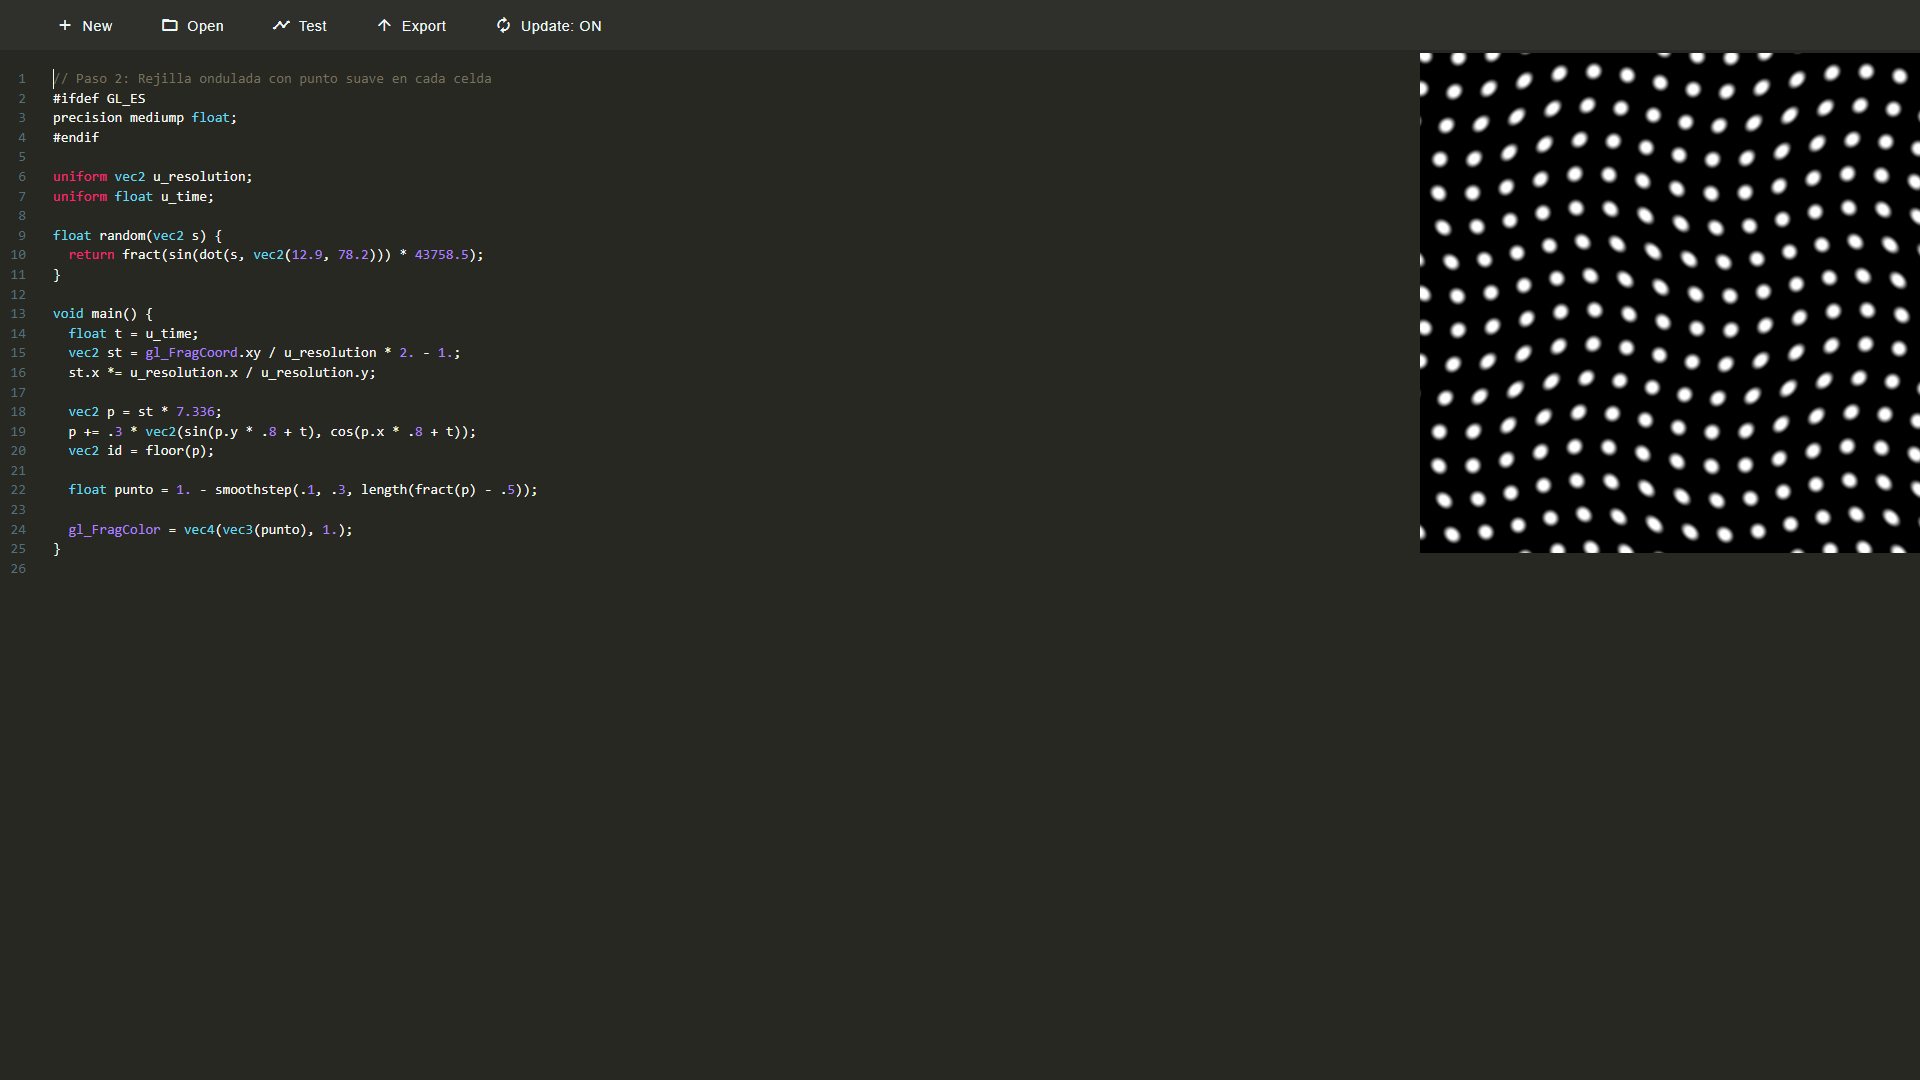 New Open Test Export Update: ON
1 // Paso 2: Rejilla ondulada con punto suave en cada celda
2 #ifdef GL_ES
3 precision mediump float;
4 #endif
5
6 uniform vec2 u_resolution;
7 uniform float u_time;
8
9 float random(vec2 s) {
10   return fract(sin(dot(s, vec2(12.9, 78.2))) * 43758.5);
11 }
12
13 void main() {
14   float t = u_time;
15   vec2 st = gl_FragCoord.xy / u_resolution * 2. - 1.;
16   st.x *= u_resolution.x / u_resolution.y;
17
18   vec2 p = st * 7.336;
19   p += .3 * vec2(sin(p.y * .8 + t), cos(p.x * .8 + t));
20   vec2 id = floor(p);
21
22   float punto = 1. - smoothstep(.1, .3, length(fract(p) - .5));
23
24   gl_FragColor = vec4(vec3(punto), 1.);
25 }
26